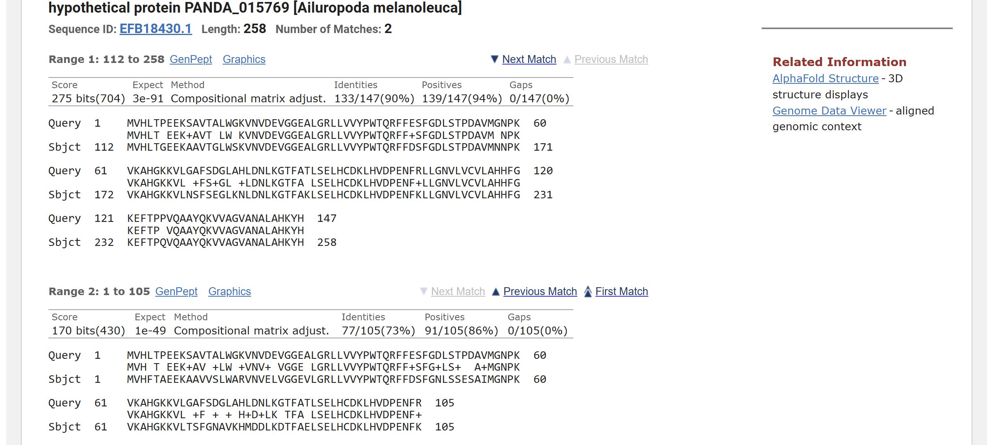 hypothetical protein PANDA_015769 [Ailuropoda melanoleuca]
Sequence ID: EFB18430.1 Length: 258 Number of Matches: 2
Range 1: 112 to 258 GenPept Graphics ▼ Next Match ▲ Previous Match
Score Expect Method Identities Positives Gaps
275 bits(704) 3e-91 Compositional matrix adjust. 133/147(90%) 139/147(94%) 0/147(0%)
Query 1 MVHLTPEEKSAVTALWGKVNVDEVGGEALGRLLVVYPWTQRFFESFGDLSTPDAVMGNPK 60
MVHLT EEK+AVT LW KVNVDEVGGEALGRLLVVYPWTQRFF+SFGDLSTPDAVM NPK
Sbjct 112 MVHLTGEEKAAVTGLWSKVNVDEVGGEALGRLLVVYPWTQRFFDSFGDLSTPDAVMNNPK 171
Query 61 VKAHGKKVLGAFSDGLAHLDNLKGTFATLSELHCDKLHVDPENFRLLGNVLVCVLAHHFG 120
VKAHGKKVL +FS+GL +LDNLKGTFA LSELHCDKLHVDPENF+LLGNVLVCVLAHHFG
Sbjct 172 VKAHGKKVLNSFSEGLKNLDNLKGTFAKLSELHCDKLHVDPENFKLLGNVLVCVLAHHFG 231
Query 121 KEFTPPVQAAYQKVVAGVANALAHKYH 147
KEFTP VQAAYQKVVAGVANALAHKYH
Sbjct 232 KEFTPQVQAAYQKVVAGVANALAHKYH 258
Range 2: 1 to 105 GenPept Graphics ▼ Next Match ▲ Previous Match First Match
Score Expect Method Identities Positives Gaps
170 bits(430) 1e-49 Compositional matrix adjust. 77/105(73%) 91/105(86%) 0/105(0%)
Query 1 MVHLTPEEKSAVTALWGKVNVDEVGGEALGRLLVVYPWTQRFFESFGDLSTPDAVMGNPK 60
MVH T EEK+AV +LW +VNV+ VGGE LGRLLVVYPWTQRFF+SFG+LS+  A+MGNPK
Sbjct 1 MVHFTAEEKAAVVSLWARVNVELVGGEVLGRLLVVYPWTQRFFDSFGNLSSESAIMGNPK 60
Query 61 VKAHGKKVLGAFSDGLAHLDNLKGTFATLSELHCDKLHVDPENFR 105
VKAHGKKVL +F + + H+D+LK TFA LSELHCDKLHVDPENF+
Sbjct 61 VKAHGKKVLTSFGNAVKHMDDLKDTFAELSELHCDKLHVDPENFK 105
Related Information
AlphaFold Structure - 3D
structure displays
Genome Data Viewer - aligned
genomic context